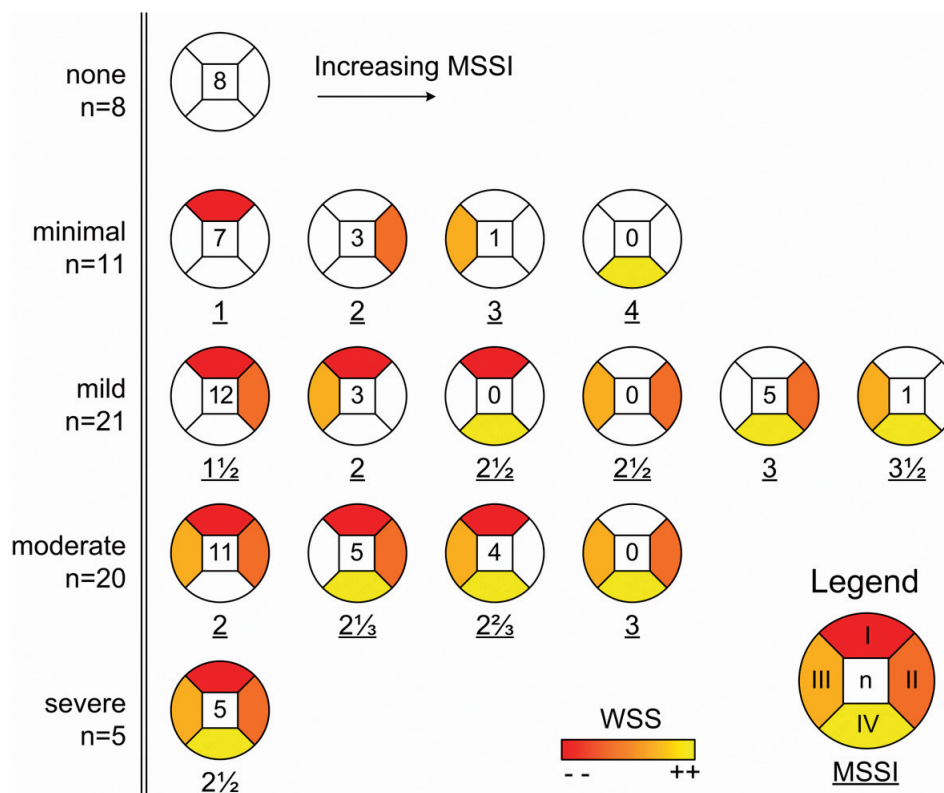 none
n=8
8
Increasing MSSI
minimal
n=11
7
3
1
0
1
2
3
4
mild
n=21
12
3
0
0
5
1
1½
2
2½
2½
3
3½
moderate
n=20
11
5
4
0
2
2⅓
2⅔
3
severe
n=5
5
2½
WSS
- -
++
Legend
I
III
n
II
IV
MSSI